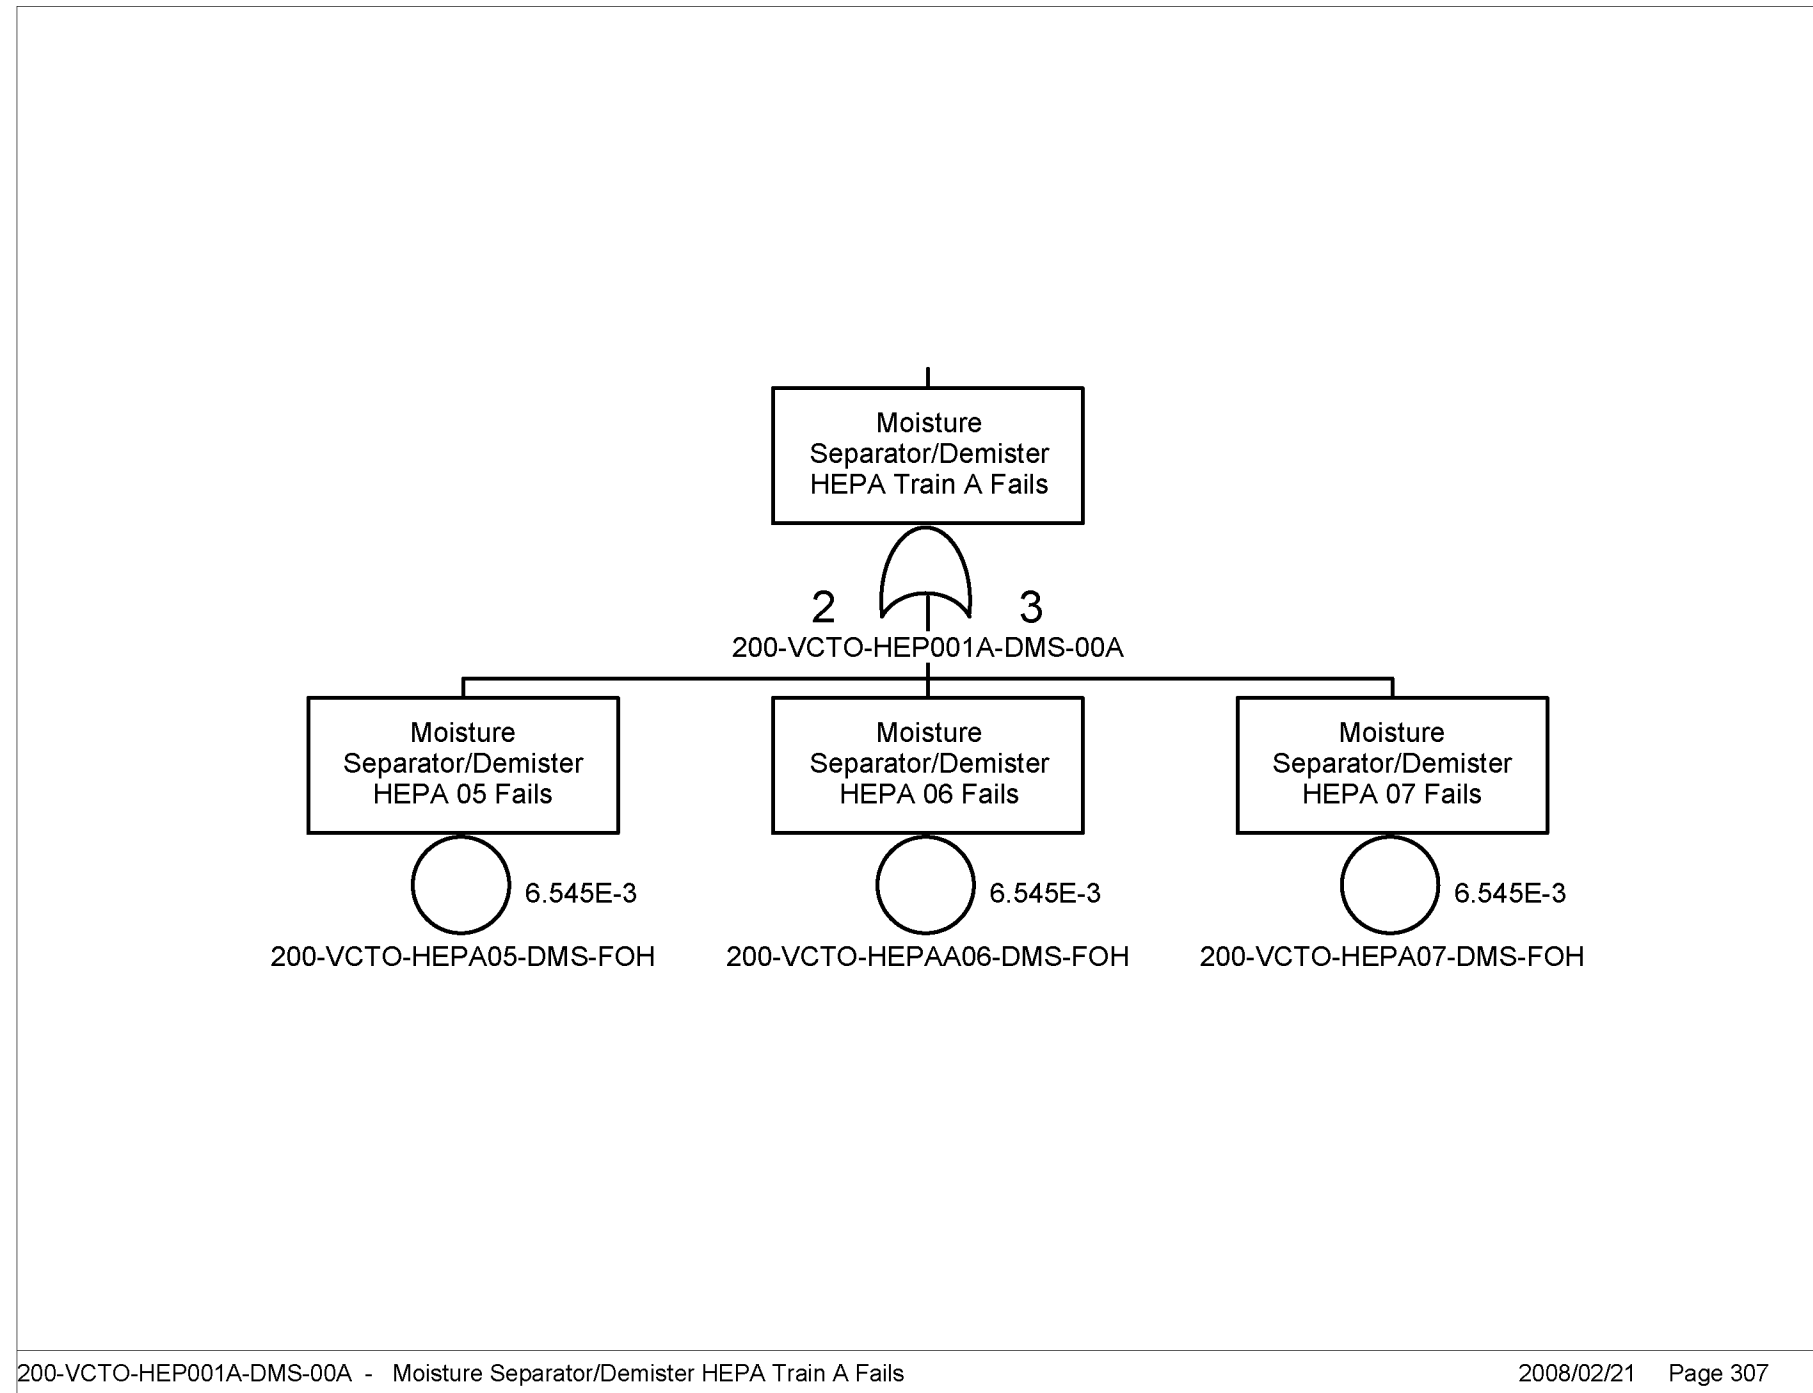 Moisture
Separator/Demister
HEPA Train A Fails
2 3
200-VCTO-HEP001A-DMS-00A
Moisture
Separator/Demister
HEPA 05 Fails
6.545E-3
200-VCTO-HEPA05-DMS-FOH
Moisture
Separator/Demister
HEPA 06 Fails
6.545E-3
200-VCTO-HEPAA06-DMS-FOH
Moisture
Separator/Demister
HEPA 07 Fails
6.545E-3
200-VCTO-HEPA07-DMS-FOH
200-VCTO-HEP001A-DMS-00A - Moisture Separator/Demister HEPA Train A Fails 2008/02/21 Page 307